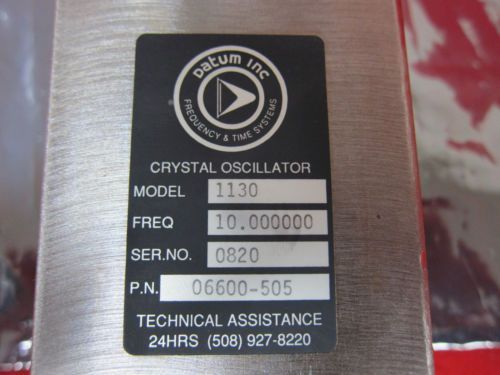 Datum Inc
FREQUENCY & TIME SYSTEMS
CRYSTAL OSCILLATOR
MODEL 1130
FREQ 10.000000
SER.NO. 0820
P.N. 06600-505
TECHNICAL ASSISTANCE
24HRS (508) 927-8220